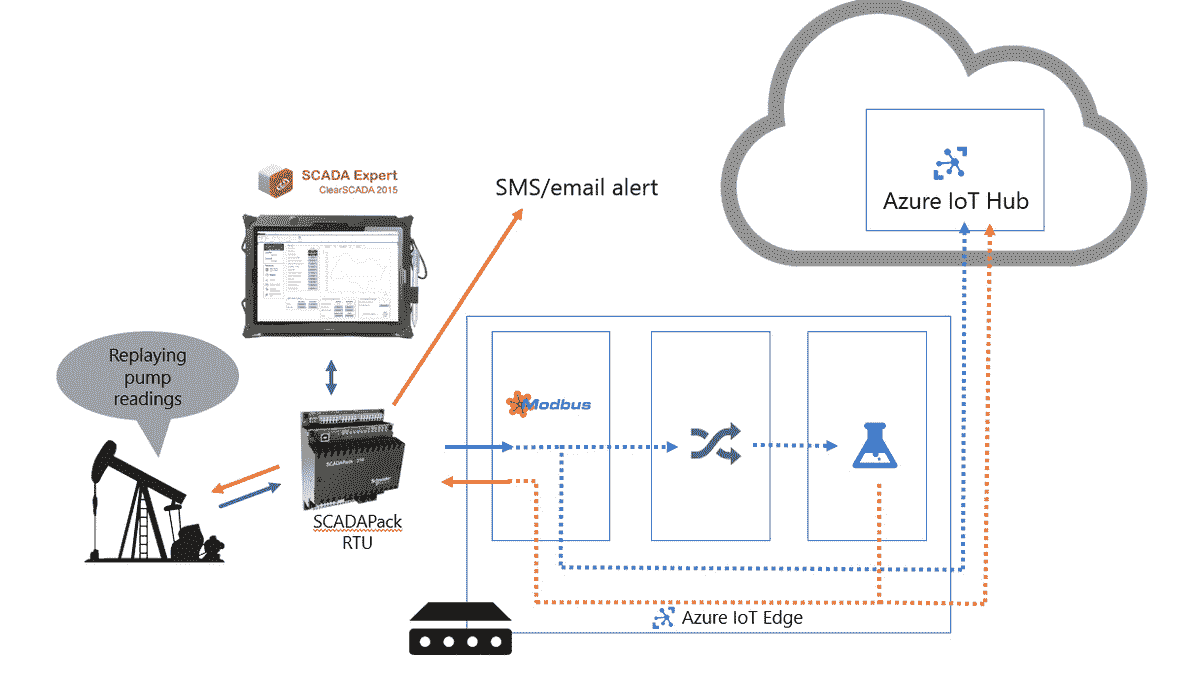 SCADA Expert
ClearSCADA 2015
SMS/email alert
Azure IoT Hub
Replaying
pump
readings
Modbus
SCADAPack
SCADAPack
RTU
Azure IoT Edge